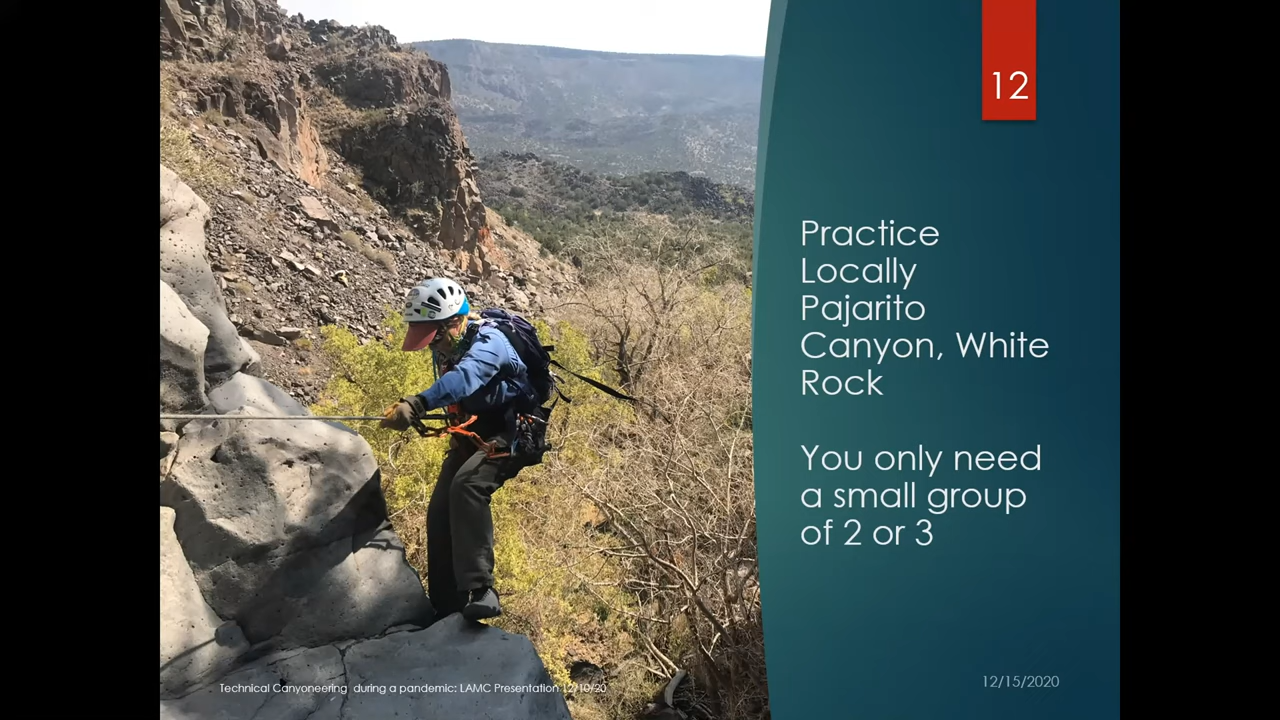 12
Practice
Locally
Pajarito
Canyon, White
Rock
You only need
a small group
of 2 or 3
Technical Canyoneering during a pandemic: LAMC Presentation 12/10/20
12/15/2020